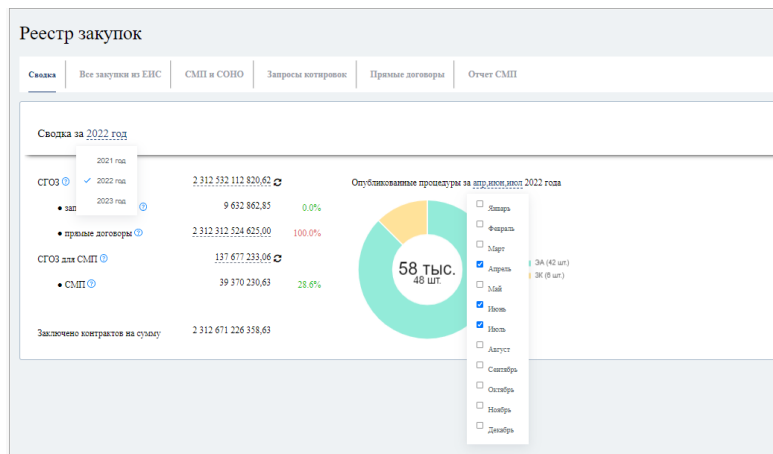 Реестр закупок
Сводка
Все закупки из ЕИС
СМП и СОНО
Запросы котировок
Прямые договоры
Отчет СМП
Сводка за 2022 год
2021 год
2022 год
2023 год
СГОЗ
2 312 532 112 820,62
• зап
9 632 862,85
0.0%
• прямые договоры
2 312 312 524 625,00
100.0%
СГОЗ для СМП
137 677 233,06
• СМП
39 370 230,63
28.6%
Заключено контрактов на сумму
2 312 671 226 358,63
Опубликованные процедуры за апр,июн,июл 2022 года
58 тыс.
48 шт.
Январь
Февраль
Март
Апрель
Май
Июнь
Июль
Август
Сентябрь
Октябрь
Ноябрь
Декабрь
ЭА (42 шт.)
ЗК (6 шт.)